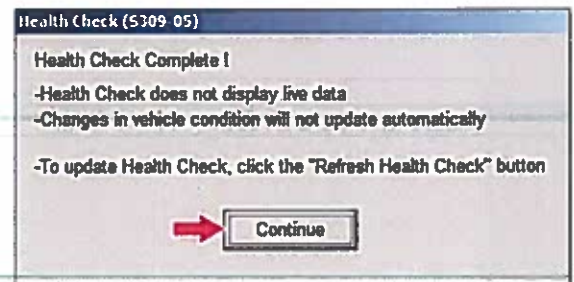 Health Check (S309-05)
Health Check Complete !
-Health Check does not display live data
-Changes in vehicle condition will not update automatically
-To update Health Check, click the "Refresh Health Check" button
Continue